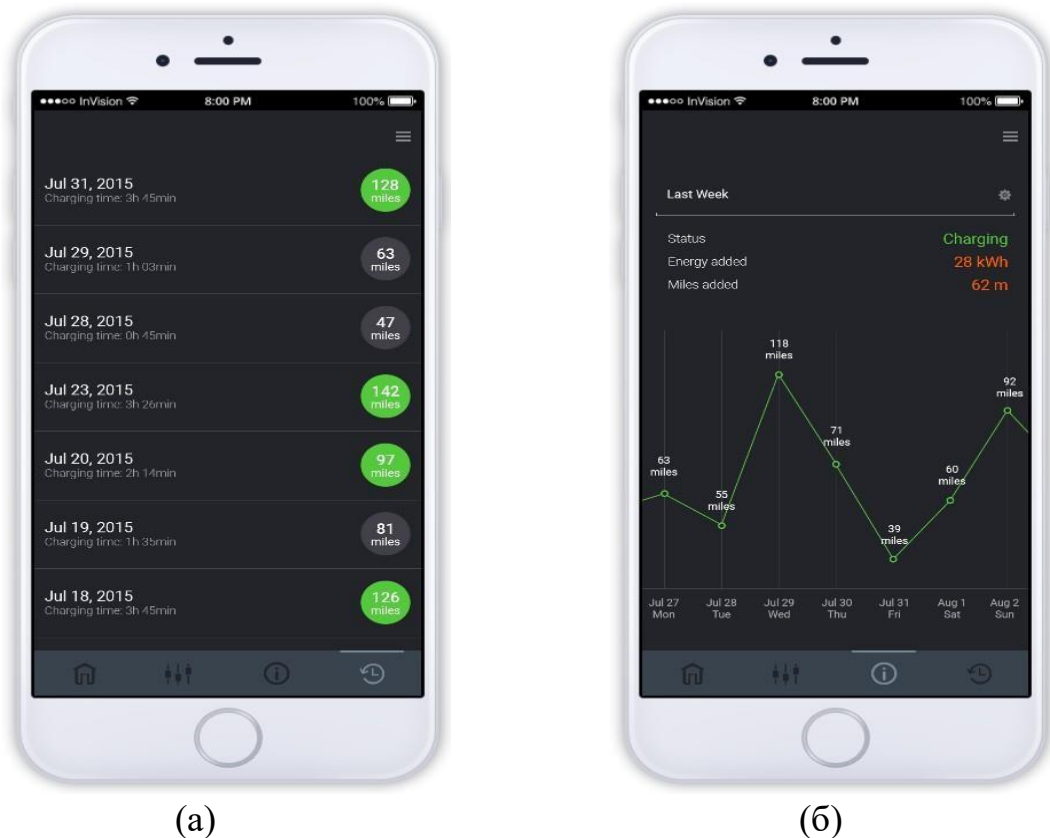 ●●●○○ InVision 8:00 PM 100%
Jul 31, 2015
Charging time: 3h 45min
128
miles
Jul 29, 2015
Charging time: 1h 03min
63
miles
Jul 28, 2015
Charging time: 0h 45min
47
miles
Jul 23, 2015
Charging time: 3h 26min
142
miles
Jul 20, 2015
Charging time: 2h 14min
97
miles
Jul 19, 2015
Charging time: 1h 35min
81
miles
Jul 18, 2015
Charging time: 3h 45min
126
miles
(а)
●●●○○ InVision 8:00 PM 100%
Last Week
Status Charging
Energy added 28 kWh
Miles added 62 m
118
miles
92
miles
71
miles
63
miles
60
miles
55
miles
39
miles
Jul 27 Jul 28 Jul 29 Jul 30 Jul 31 Aug 1 Aug 2
Mon Tue Wed Thu Fri Sat Sun
(б)